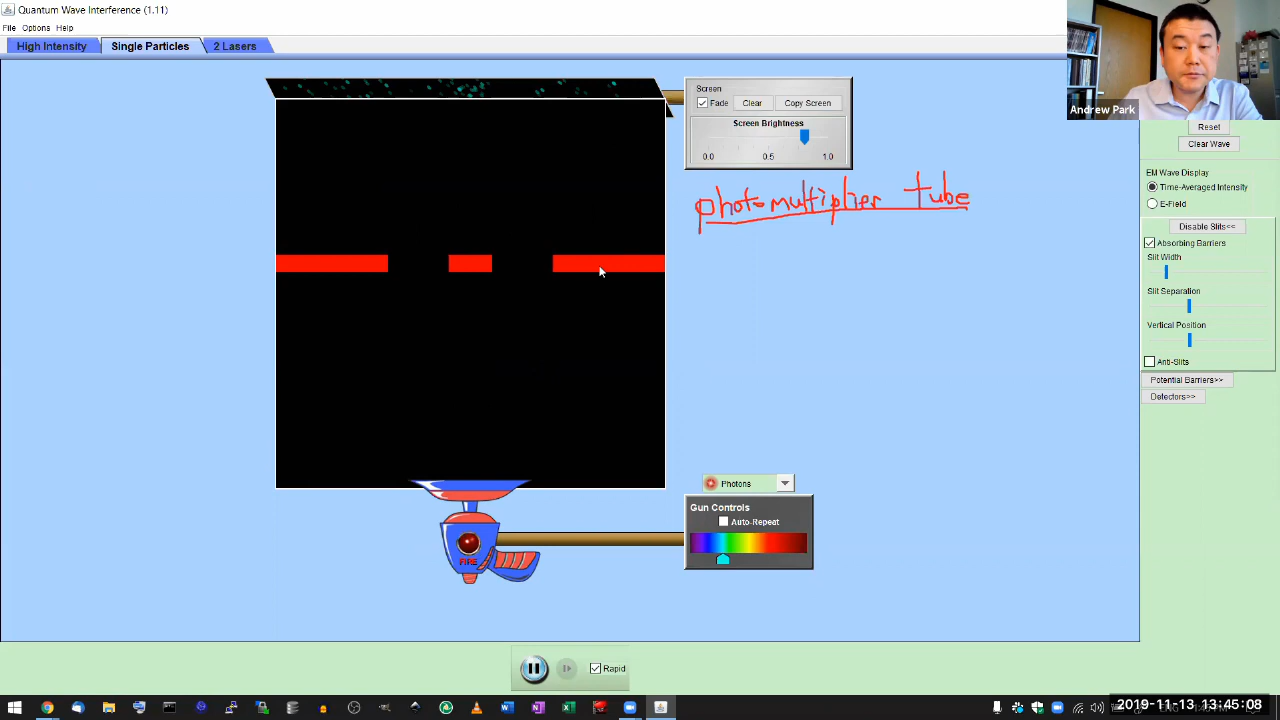 Quantum Wave Interference (1.11)
File Options Help
High Intensity Single Particles 2 Lasers
Screen
Fade Clear Copy Screen
Screen Brightness
0.0 0.5 1.0
photomultiplier tube
Andrew Park
Reset
Clear Wave
EM Wave Display
Time-Averaged Intensity
E-Field
Disable Slits<<
Absorbing Barriers
Slit Width
Slit Separation
Vertical Position
Anti-Slits
Potential Barriers>>
Detectors>>
Photons
Gun Controls
Auto-Repeat
FIRE
Rapid
2019-11-13 13:45:08